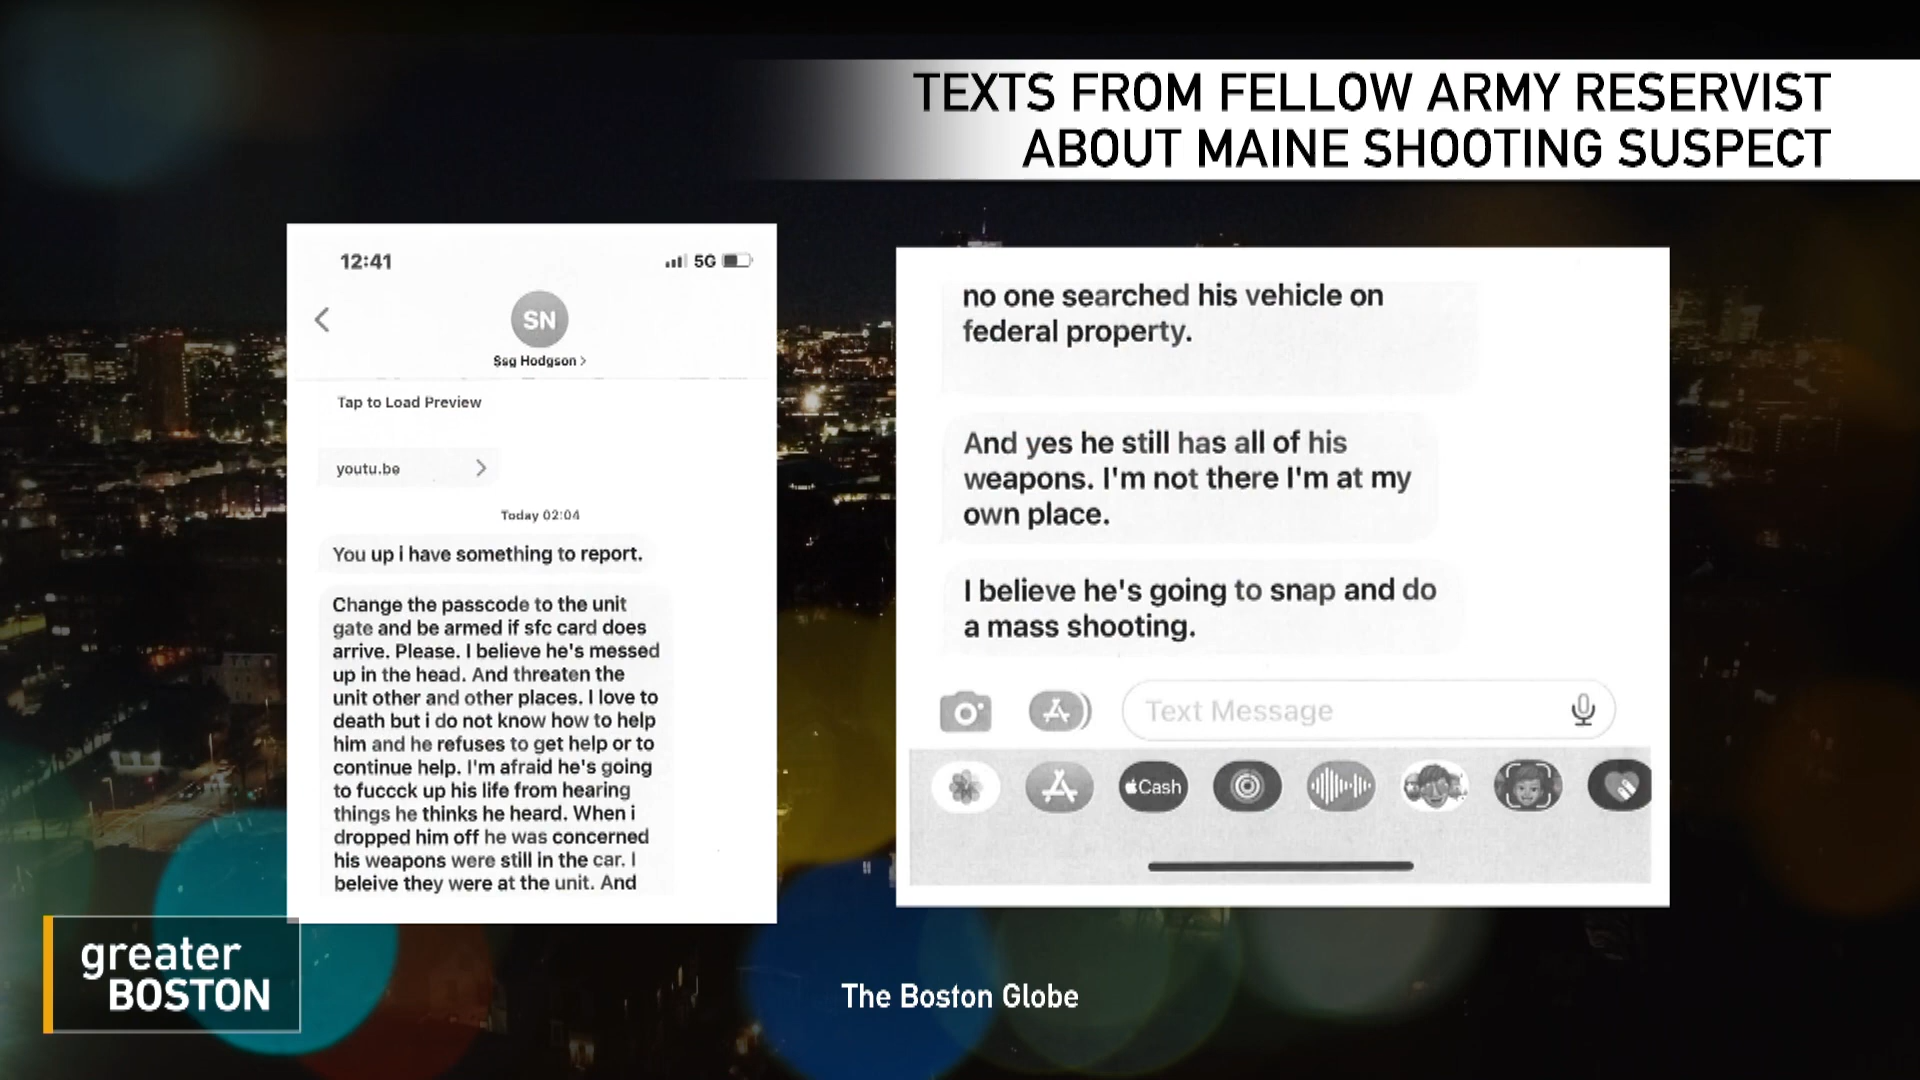 TEXTS FROM FELLOW ARMY RESERVIST
ABOUT MAINE SHOOTING SUSPECT
12:41
5G
SN
Ssg Hodgson >
Tap to Load Preview
youtu.be
Today 02:04
You up i have something to report.
Change the passcode to the unit
gate and be armed if sfc card does
arrive. Please. I believe he's messed
up in the head. And threaten the
unit other and other places. I love to
death but i do not know how to help
him and he refuses to get help or to
continue help. I'm afraid he's going
to fuccck up his life from hearing
things he thinks he heard. When i
dropped him off he was concerned
his weapons were still in the car. I
beleive they were at the unit. And
no one searched his vehicle on
federal property.
And yes he still has all of his
weapons. I'm not there I'm at my
own place.
I believe he's going to snap and do
a mass shooting.
Text Message
Cash
greater
BOSTON
The Boston Globe